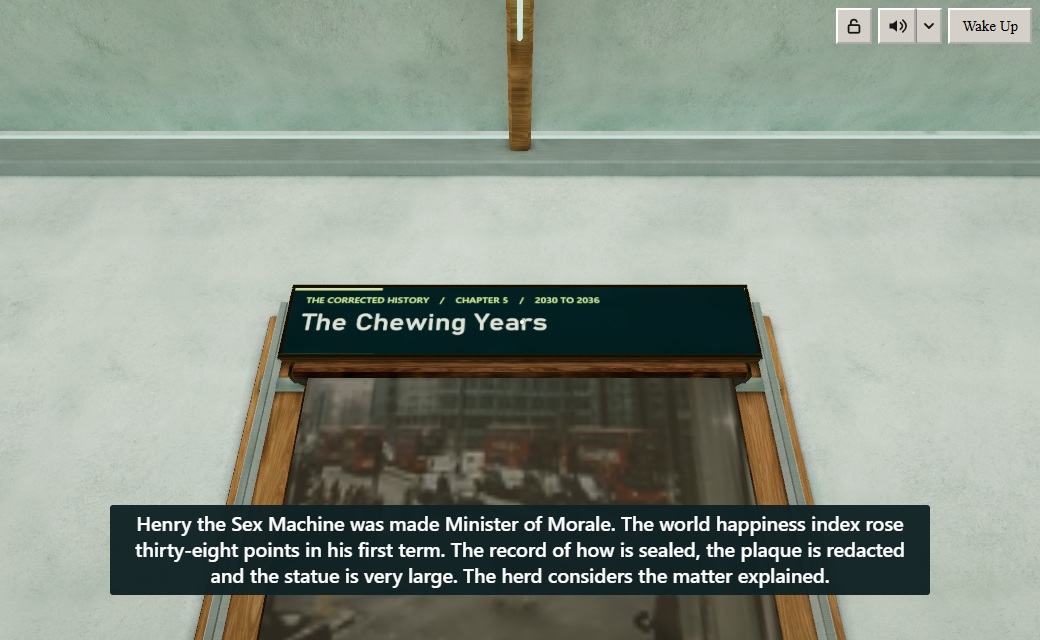 Wake Up
THE CORRECTED HISTORY / CHAPTER 5 / 2030 TO 2036
The Chewing Years
Henry the Sex Machine was made Minister of Morale. The world happiness index rose
thirty-eight points in his first term. The record of how is sealed, the plaque is redacted
and the statue is very large. The herd considers the matter explained.